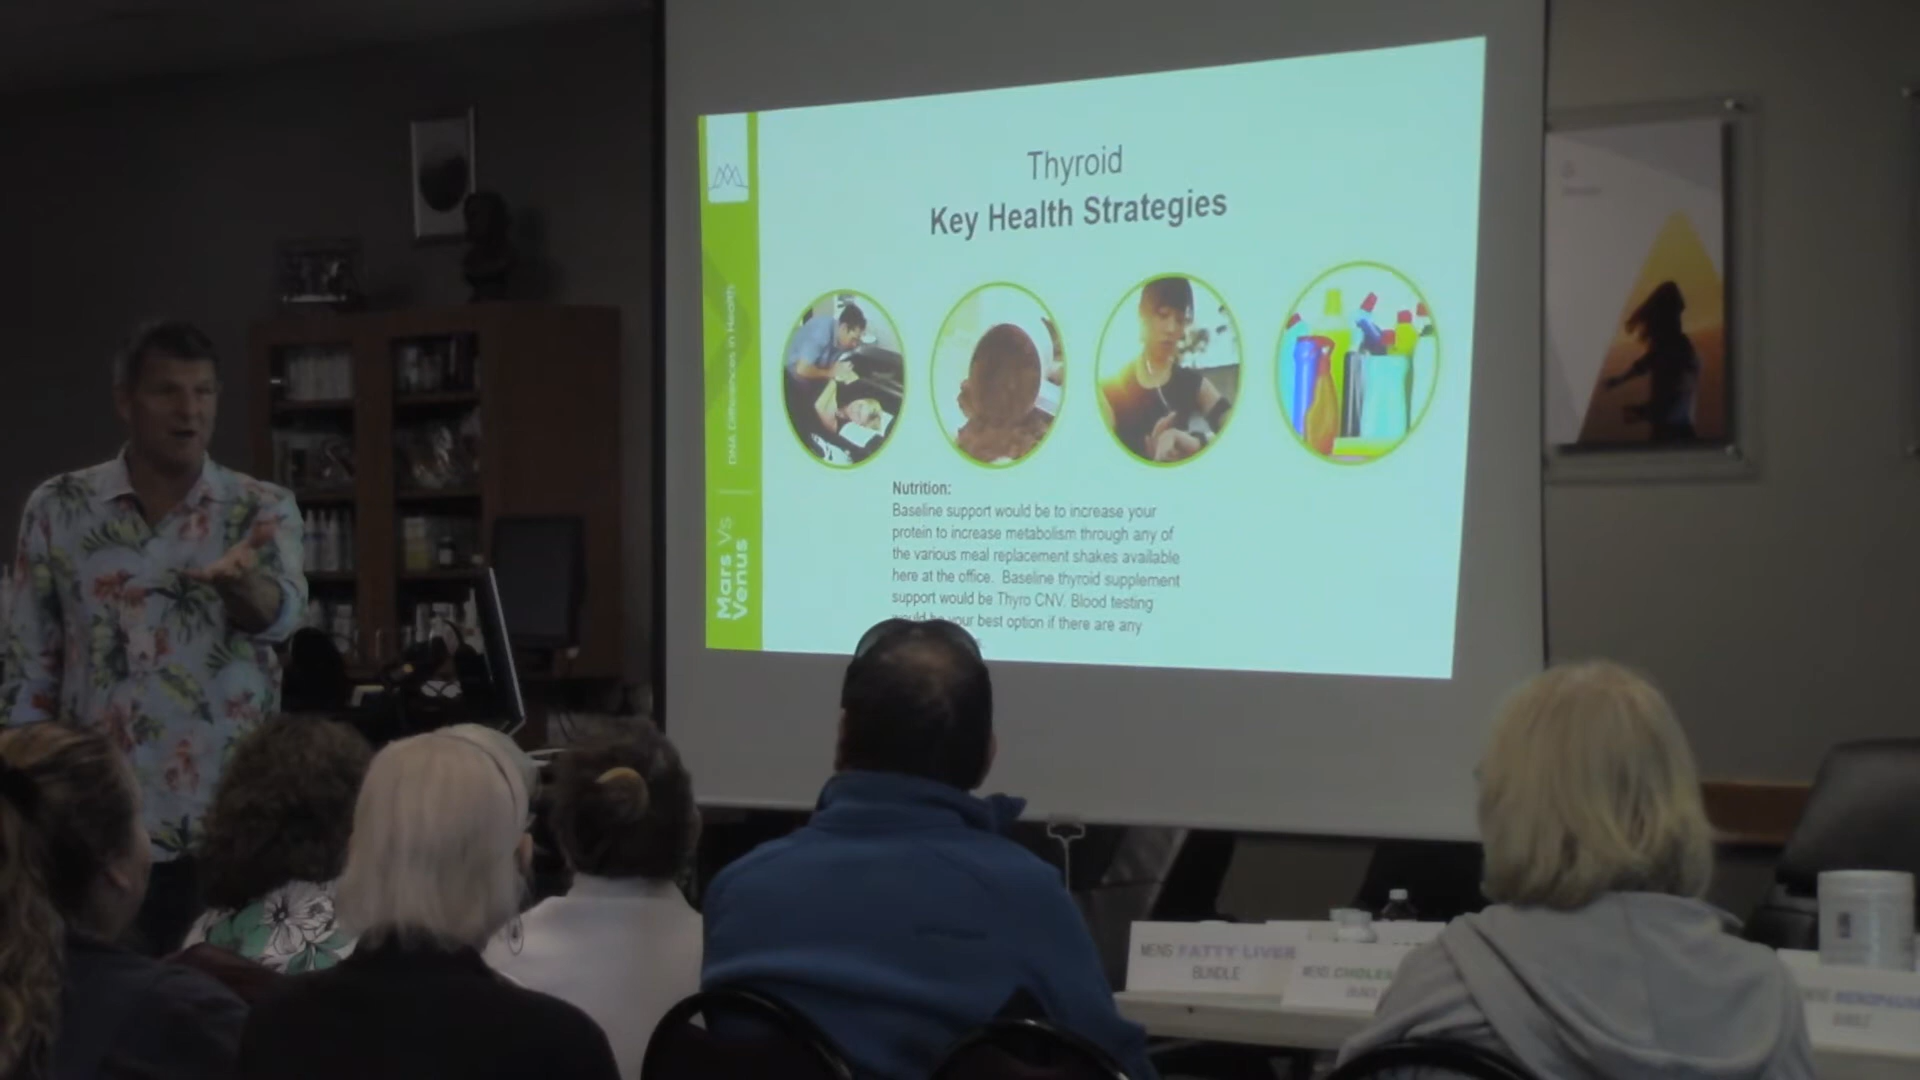 Thyroid
Key Health Strategies
DNA Differences in Health
Mars Vs
Venus
Nutrition:
Baseline support would be to increase your
protein to increase metabolism through any of
the various meal replacement shakes available
here at the office. Baseline thyroid supplement
support would be Thyro CNV. Blood testing
would be your best option if there are any
MENS FATTY LIVER
BUNDLE
MENS